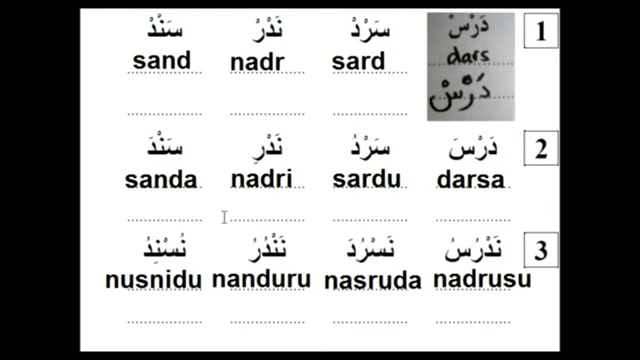 1 دَرْسْ سَرْدْ نَدْرْ سَنْدْ
sand nadr sard dars
دَرْسْ
2 دَرْسَ سَرْدُ نَدْرِ سَنْدَ
sanda nadri sardu darsa
3 نَدْرُسُ نَسْرُدَ نَنْدُرُ نُسْنِدُ
nusnidu nanduru nasruda nadrusu